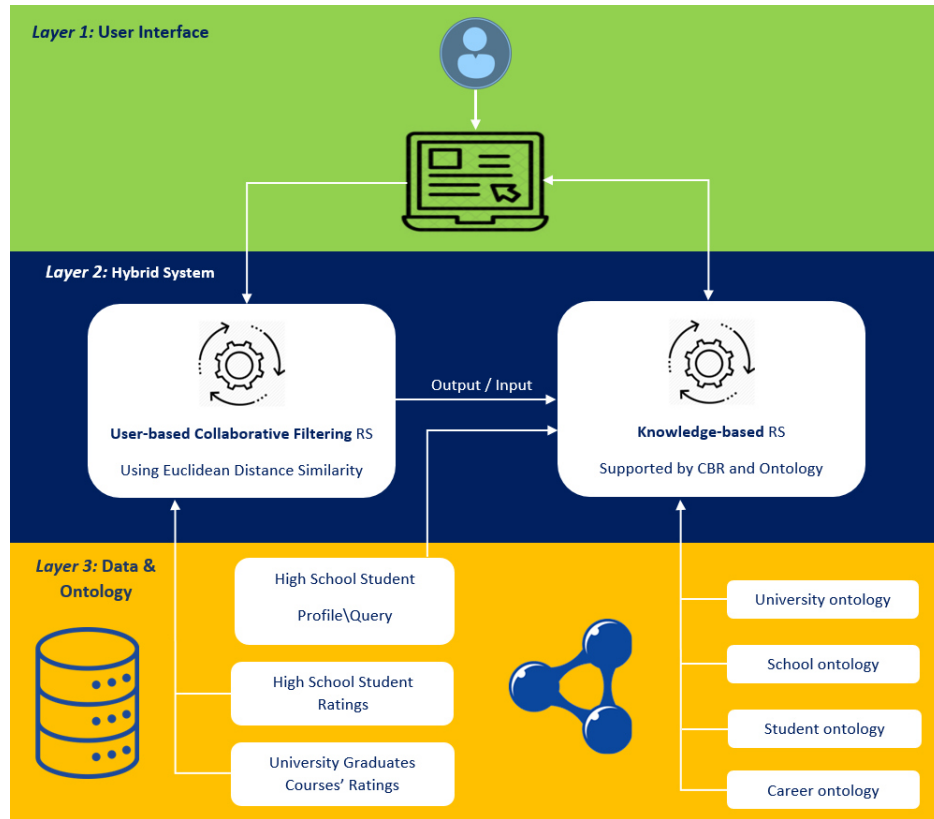 Layer 1: User Interface
Layer 2: Hybrid System
User-based Collaborative Filtering RS
Using Euclidean Distance Similarity
Output / Input
Knowledge-based RS
Supported by CBR and Ontology
Layer 3: Data &
Ontology
High School Student
Profile\Query
High School Student
Ratings
University Graduates
Courses’ Ratings
University ontology
School ontology
Student ontology
Career ontology